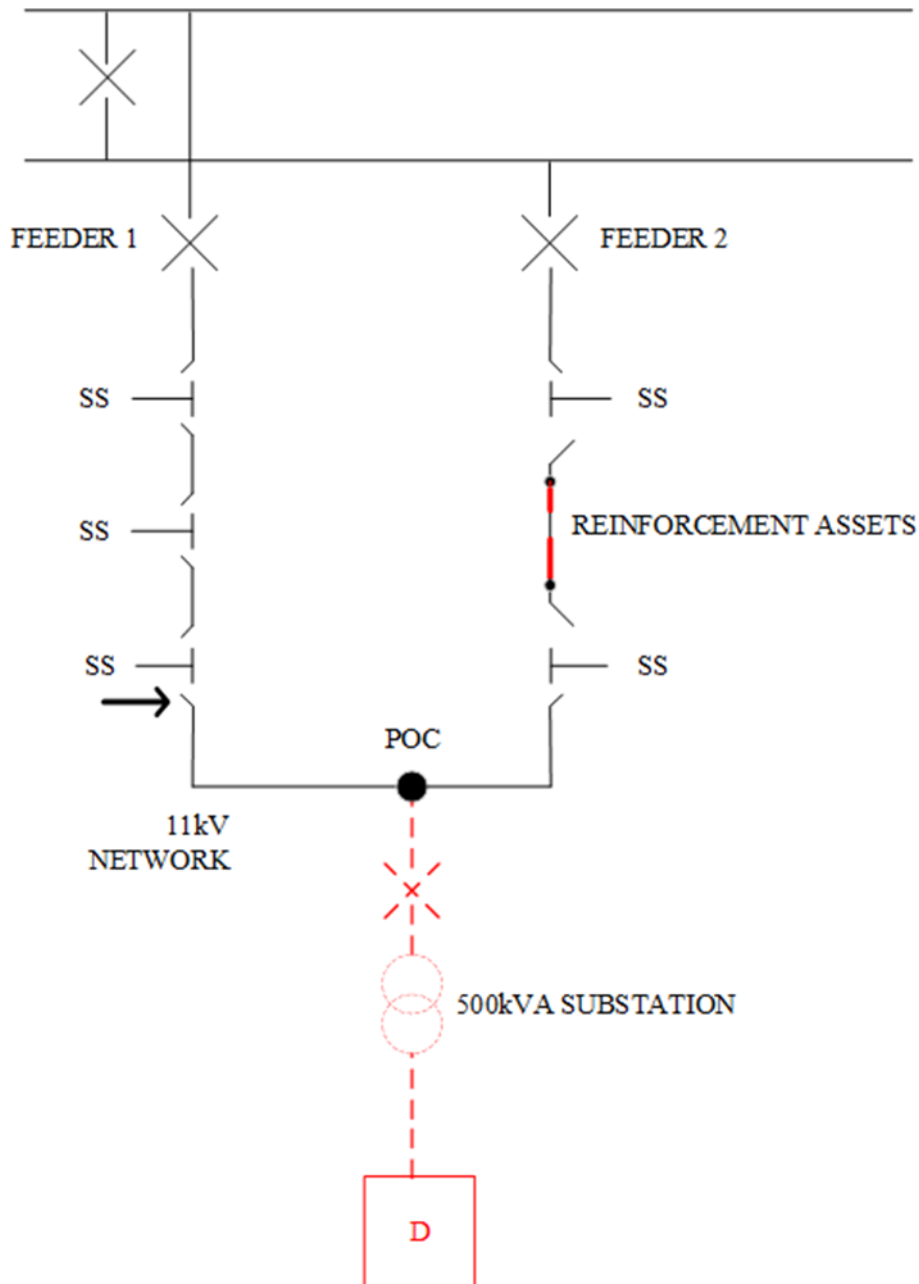 FEEDER 1
FEEDER 2
SS
SS
SS
REINFORCEMENT ASSETS
SS
SS
POC
11kV
NETWORK
500kVA SUBSTATION
D